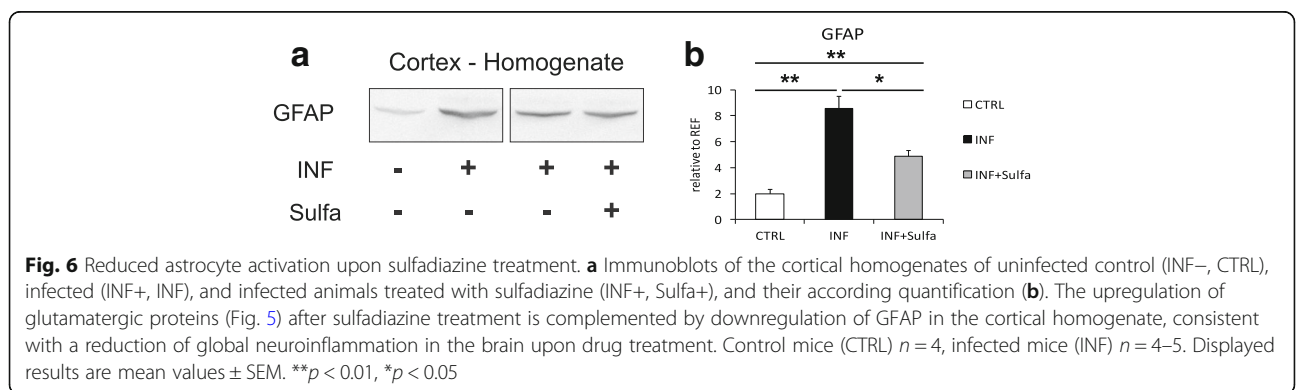 a
Cortex - Homogenate
GFAP
INF - + + +
Sulfa - - - +
b
GFAP
**
** *
relative to REF
10
8
6
4
2
0
CTRL INF INF+Sulfa
CTRL
INF
INF+Sulfa
Fig. 6 Reduced astrocyte activation upon sulfadiazine treatment. a Immunoblots of the cortical homogenates of uninfected control (INF−, CTRL),
infected (INF+, INF), and infected animals treated with sulfadiazine (INF+, Sulfa+), and their according quantification (b). The upregulation of
glutamatergic proteins (Fig. 5) after sulfadiazine treatment is complemented by downregulation of GFAP in the cortical homogenate, consistent
with a reduction of global neuroinflammation in the brain upon drug treatment. Control mice (CTRL) n = 4, infected mice (INF) n = 4–5. Displayed
results are mean values ± SEM. **p < 0.01, *p < 0.05